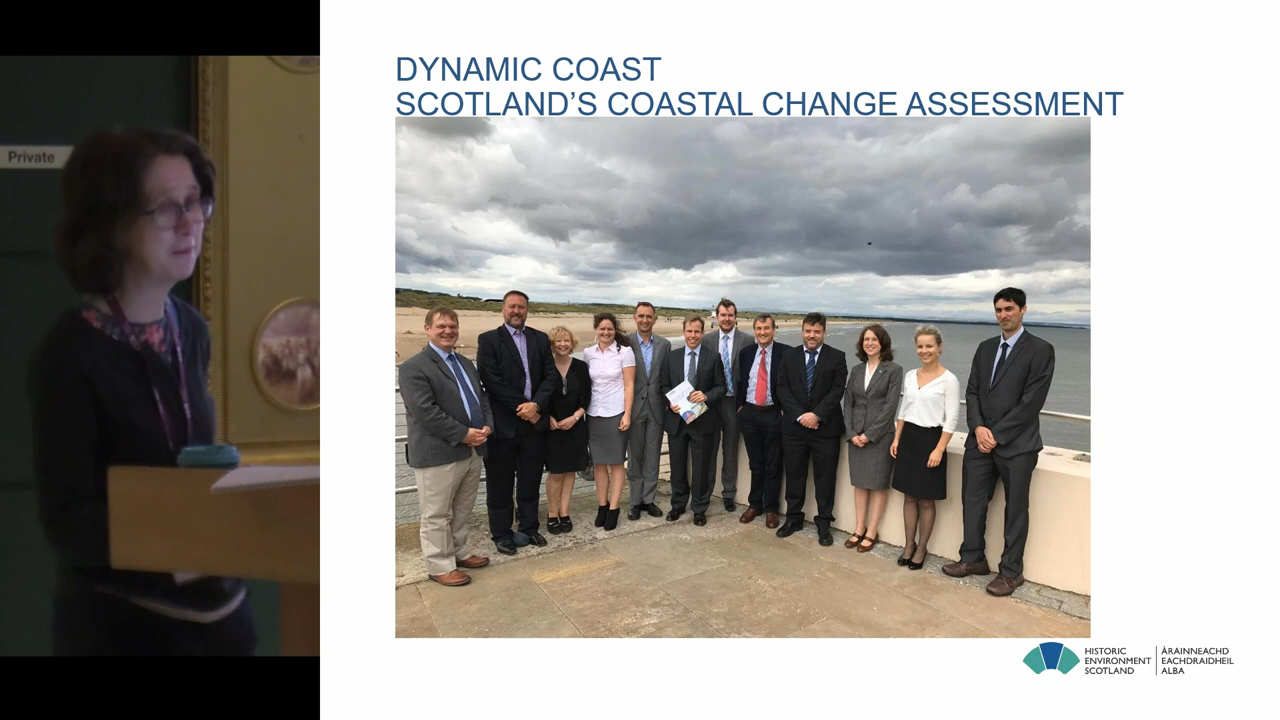 Private
DYNAMIC COAST
SCOTLAND’S COASTAL CHANGE ASSESSMENT
HISTORIC
ENVIRONMENT
SCOTLAND
ÀRAINNEACHD
EACHDRAIDHEIL
ALBA